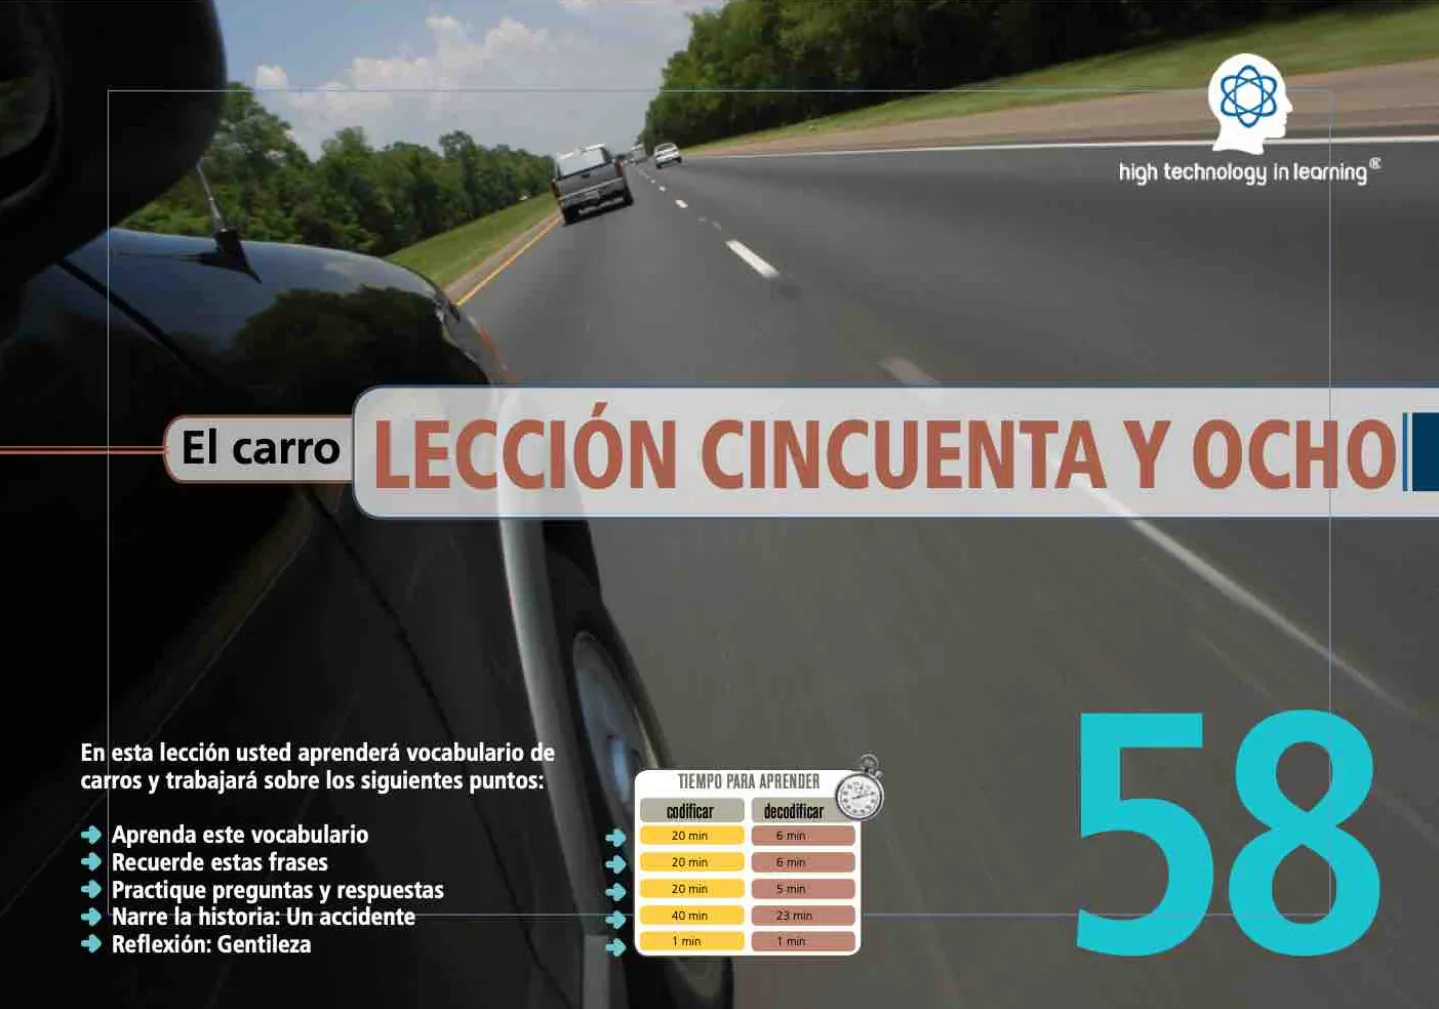 high technology in learning®
El carro
LECCIÓN CINCUENTA Y OCHO
En esta lección usted aprenderá vocabulario de
carros y trabajará sobre los siguientes puntos:
Aprenda este vocabulario
Recuerde estas frases
Practique preguntas y respuestas
Narre la historia: Un accidente
Reflexión: Gentileza
TIEMPO PARA APRENDER
codificar decodificar
20 min 6 min
20 min 6 min
20 min 5 min
40 min 23 min
1 min 1 min
58